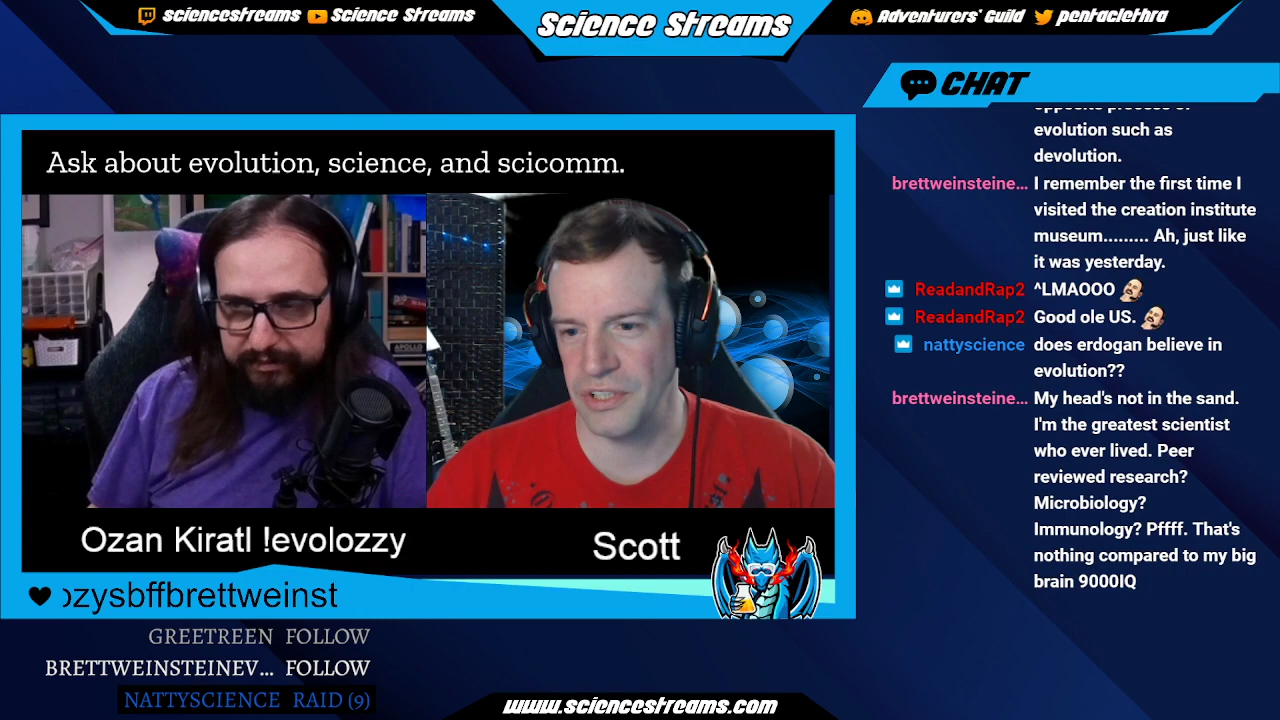 sciencestreams Science Streams
Science Streams
Adventurers' Guild pentaclethra
CHAT
evolution such as
devolution.
brettweinsteine... I remember the first time I
visited the creation institute
museum......... Ah, just like
it was yesterday.
ReadandRap2 ^LMAOOO
ReadandRap2 Good ole US.
nattyscience does erdogan believe in
evolution??
brettweinsteine... My head's not in the sand.
I'm the greatest scientist
who ever lived. Peer
reviewed research?
Microbiology?
Immunology? Pffff. That's
nothing compared to my big
brain 9000IQ
Ask about evolution, science, and scicomm.
APOLLO
Ozan Kiratl !evolozzy
Scott
ozysbffbrettweinst
GREETREEN FOLLOW
BRETTWEINSTEINEV... FOLLOW
NATTYSCIENCE RAID (9)
www.sciencestreams.com